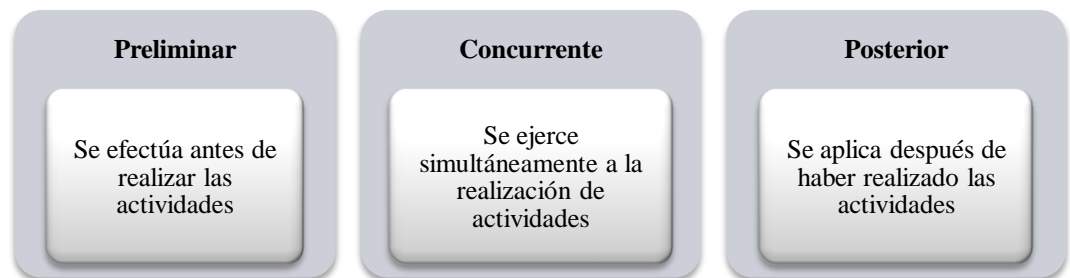 Preliminar
Se efectúa antes de
realizar las
actividades
Concurrente
Se ejerce
simultáneamente a la
realización de
actividades
Posterior
Se aplica después de
haber realizado las
actividades